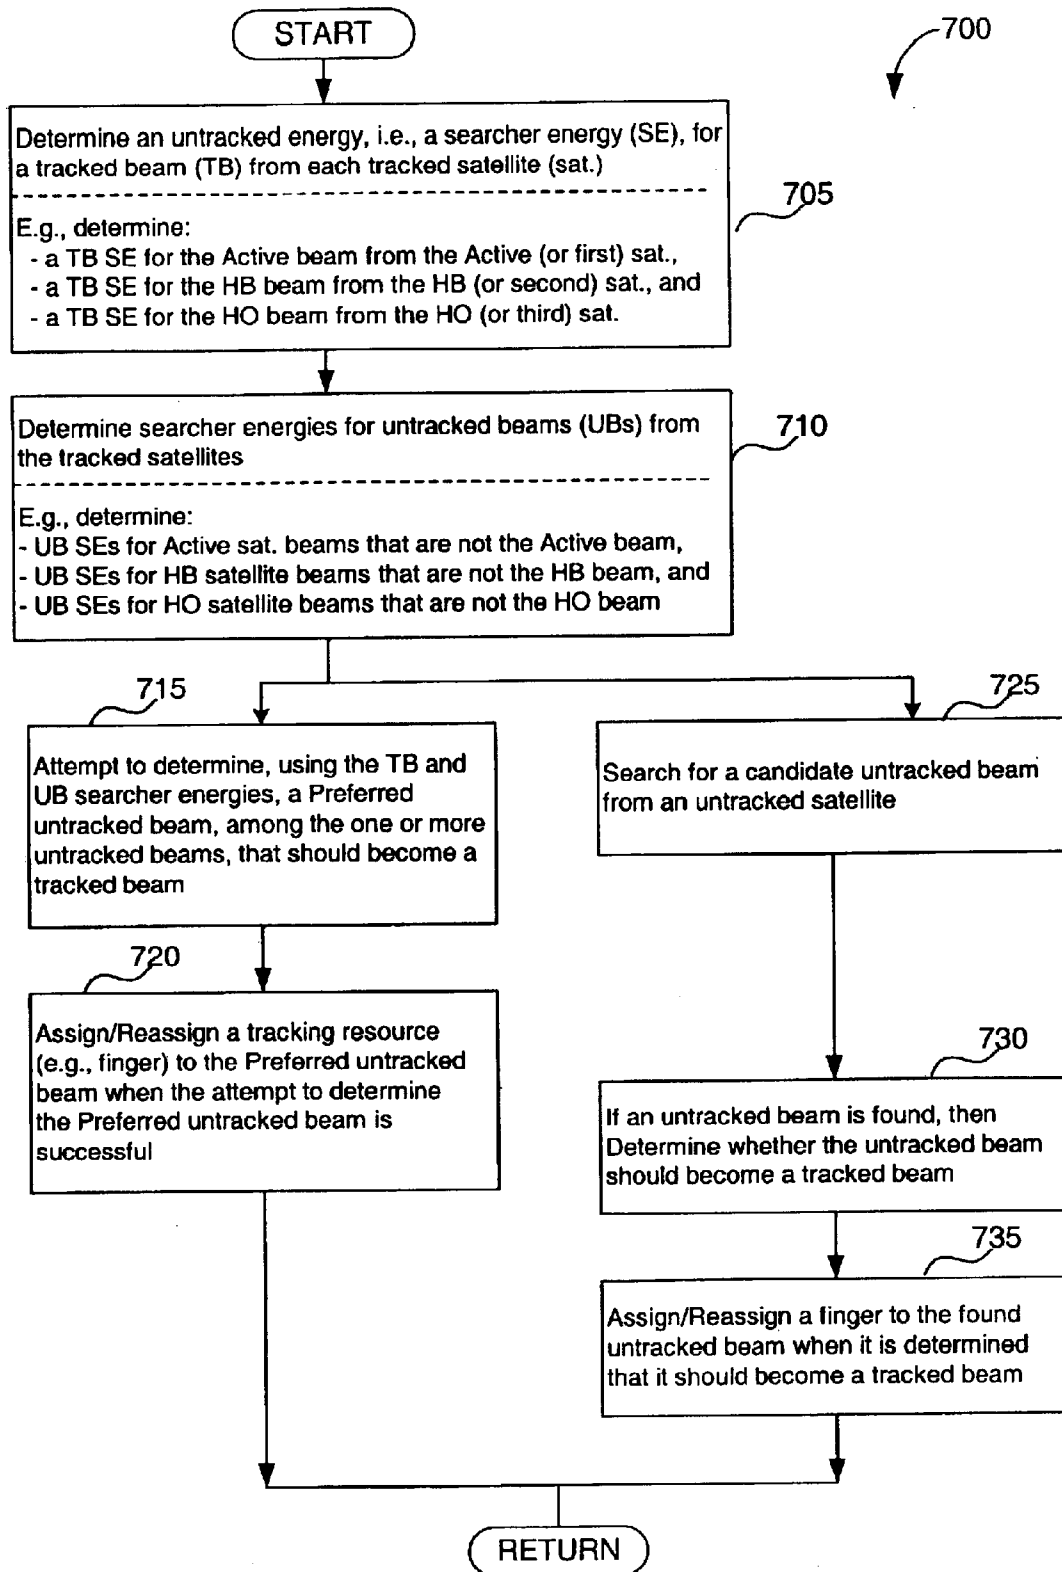 START
700
Determine an untracked energy, i.e., a searcher energy (SE), for
a tracked beam (TB) from each tracked satellite (sat.)
E.g., determine:
- a TB SE for the Active beam from the Active (or first) sat.,
- a TB SE for the HB beam from the HB (or second) sat., and
- a TB SE for the HO beam from the HO (or third) sat.
705
Determine searcher energies for untracked beams (UBs) from
the tracked satellites
E.g., determine:
- UB SEs for Active sat. beams that are not the Active beam,
- UB SEs for HB satellite beams that are not the HB beam, and
- UB SEs for HO satellite beams that are not the HO beam
710
715
Attempt to determine, using the TB and
UB searcher energies, a Preferred
untracked beam, among the one or more
untracked beams, that should become a
tracked beam
720
Assign/Reassign a tracking resource
(e.g., finger) to the Preferred untracked
beam when the attempt to determine
the Preferred untracked beam is
successful
725
Search for a candidate untracked beam
from an untracked satellite
730
If an untracked beam is found, then
Determine whether the untracked beam
should become a tracked beam
735
Assign/Reassign a finger to the found
untracked beam when it is determined
that it should become a tracked beam
RETURN